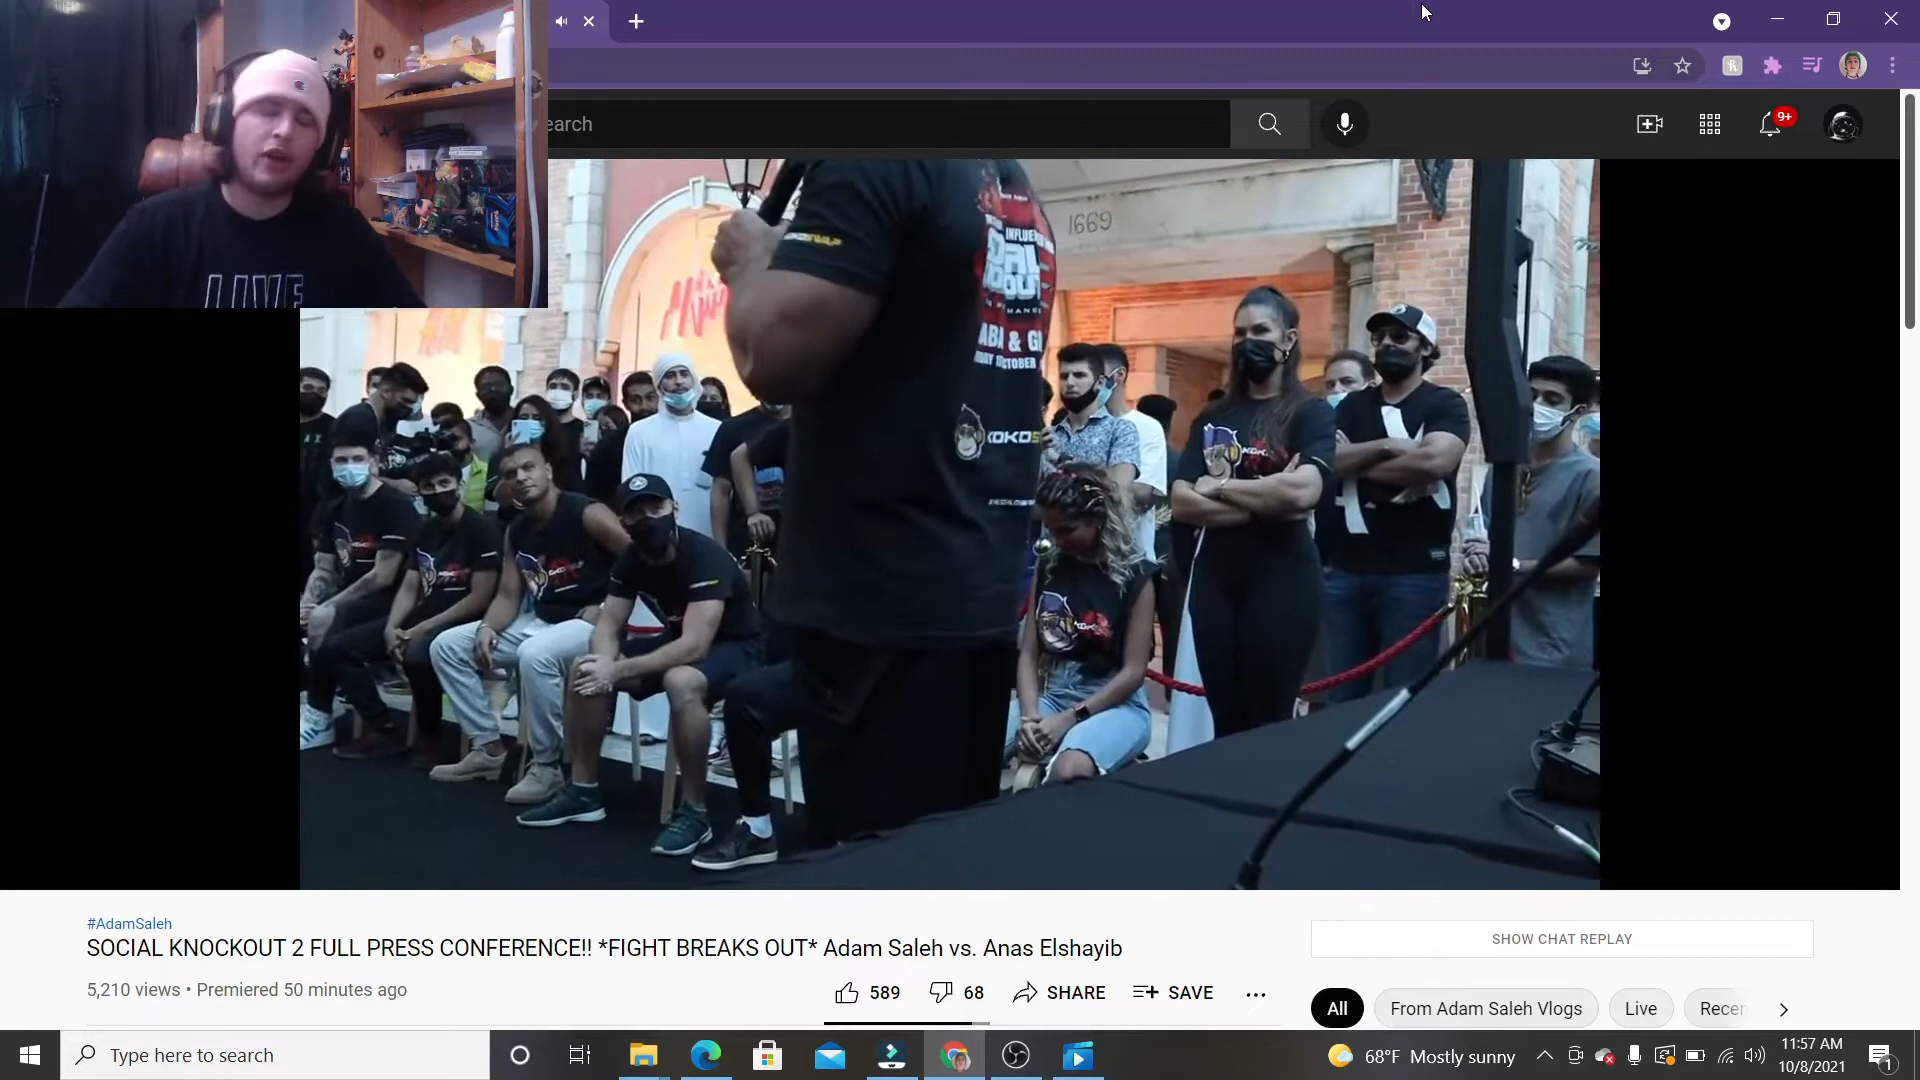 earch
9+
1669
LIVE
#AdamSaleh
SOCIAL KNOCKOUT 2 FULL PRESS CONFERENCE!! *FIGHT BREAKS OUT* Adam Saleh vs. Anas Elshayib
5,210 views • Premiered 50 minutes ago
589
68
SHARE
SAVE
SHOW CHAT REPLAY
All
From Adam Saleh Vlogs
Live
Recen
Type here to search
68°F Mostly sunny
11:57 AM
10/8/2021
1